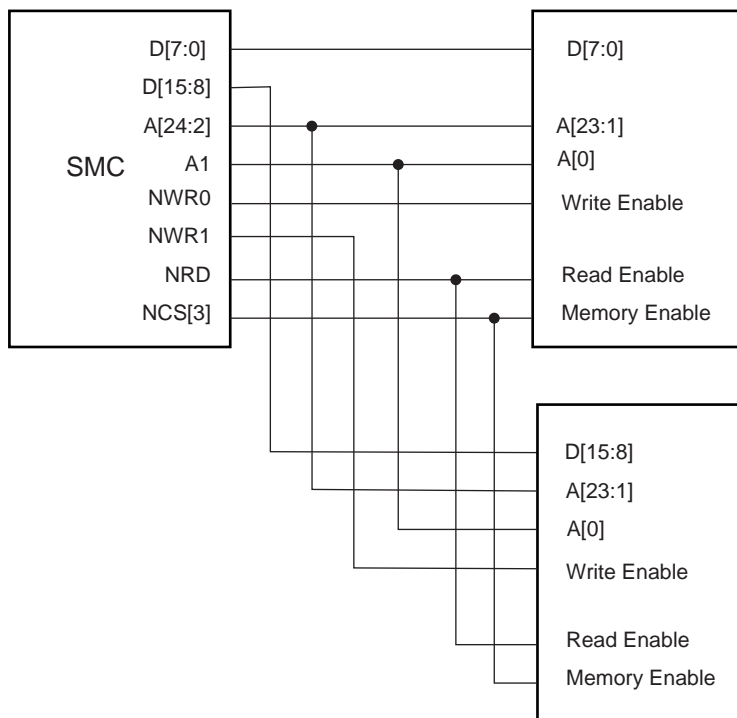 SMC
D[7:0]
D[15:8]
A[24:2]
A1
NWR0
NWR1
NRD
NCS[3]
D[7:0]
A[23:1]
A[0]
Write Enable
Read Enable
Memory Enable
D[15:8]
A[23:1]
A[0]
Write Enable
Read Enable
Memory Enable